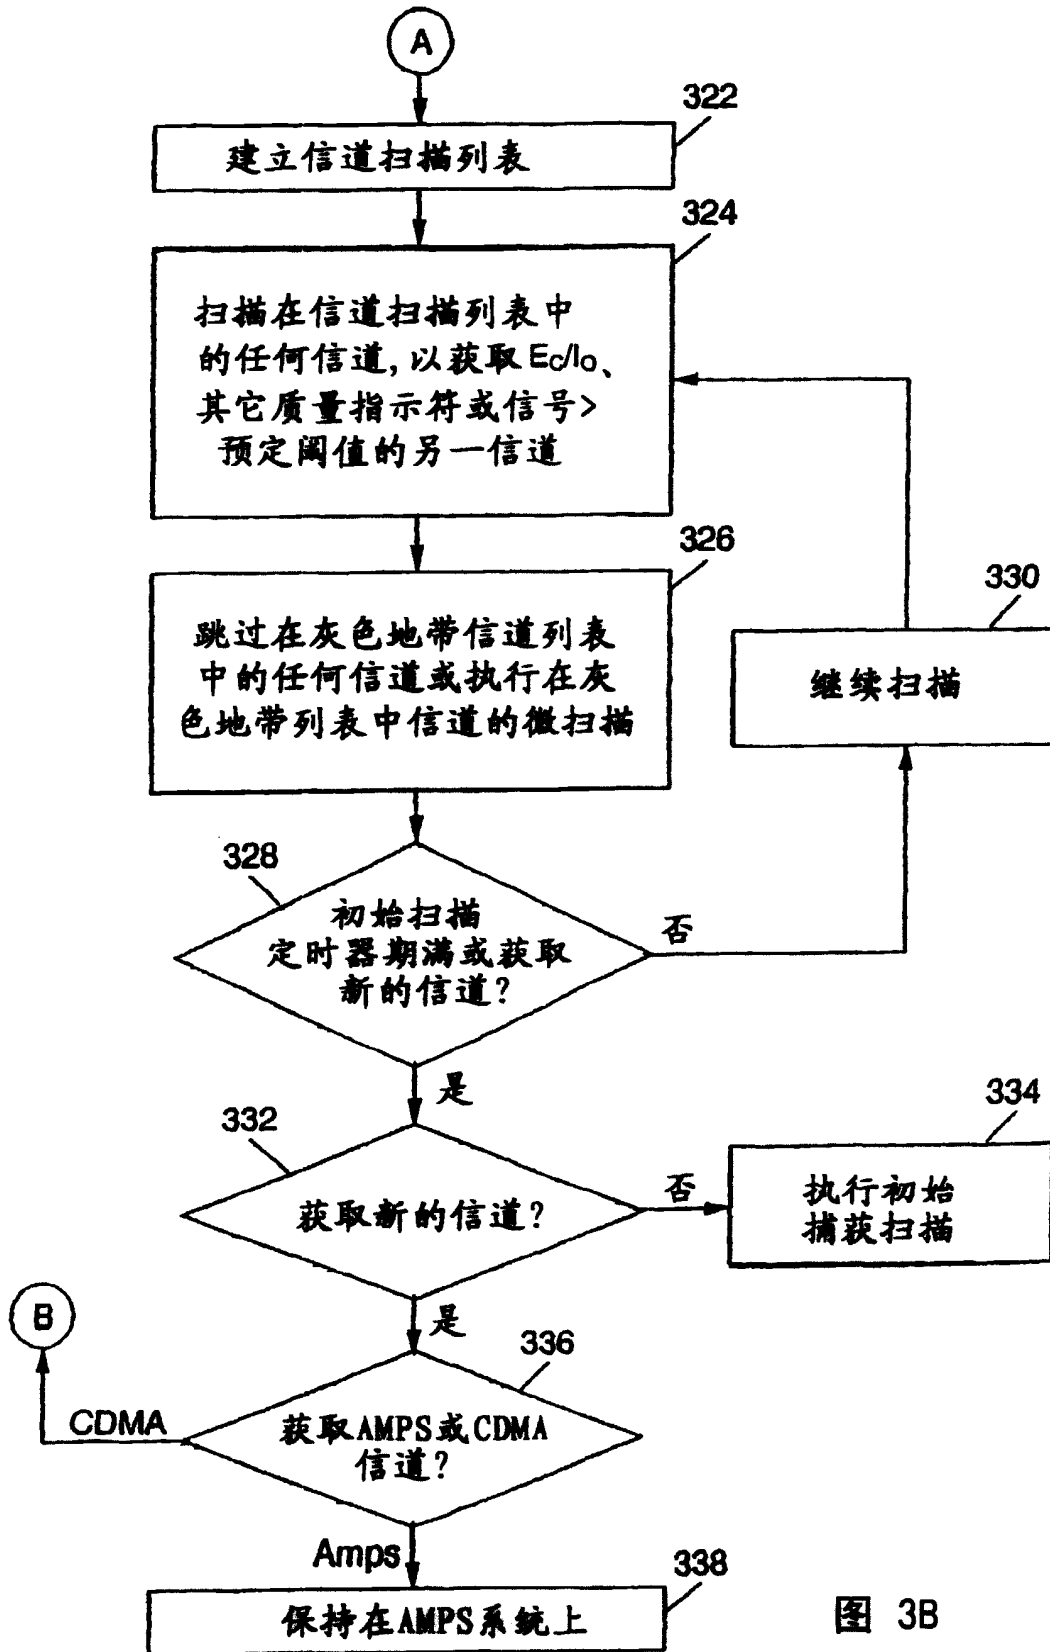 A
322
建立信道扫描列表
324
扫描在信道扫描列表中
的任何信道,以获取Ec/Io、
其它质量指示符或信号>
预定阈值的另一信道
326
跳过在灰色地带信道列表
中的任何信道或执行在灰
色地带列表中信道的微扫描
330
继续扫描
328
初始扫描
定时器期满或获取
新的信道?
否
是
332
获取新的信道?
否
334
执行初始
捕获扫描
是
B
CDMA
336
获取AMPS或CDMA
信道?
Amps
338
保持在AMPS系统上
图 3B